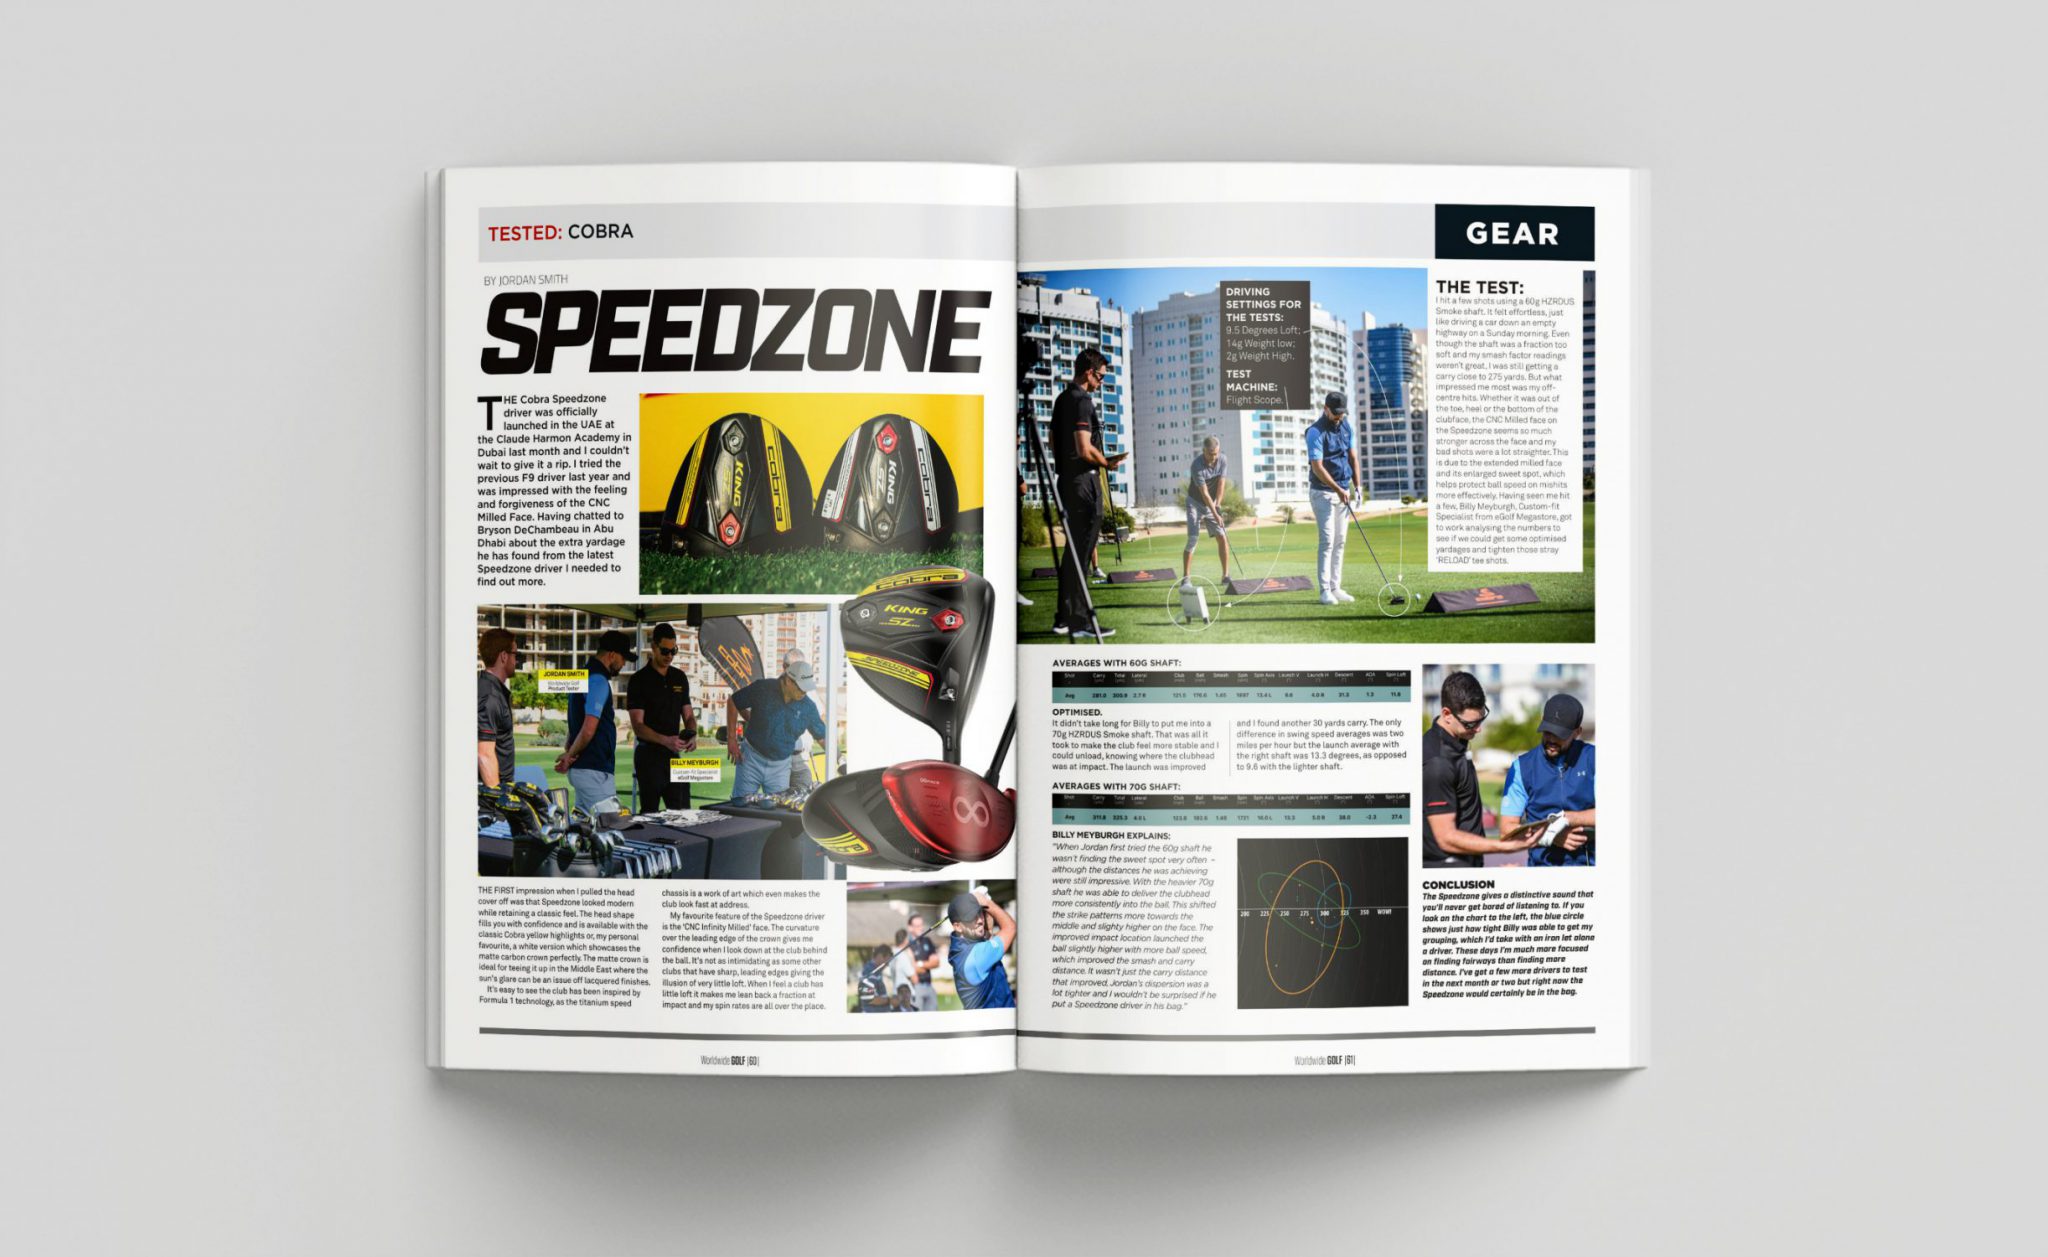 TESTED: COBRA
BY JORDAN SMITH
SPEEDZONE
THE Cobra Speedzone
driver was officially
launched in the UAE at
the Claude Harmon Academy in
Dubai last month and I couldn't
wait to give it a rip. I tried the
previous F9 driver last year and
was impressed with the feeling
and forgiveness of the CNC
Milled Face. Having chatted to
Bryson DeChambeau in Abu
Dhabi about the extra yardage
he has found from the latest
Speedzone driver I needed to
find out more.
KING
cobra
KING
SZ
cobra
cobra
KING
SZ
SPEEDZONE
cobra
JORDAN SMITH
Worldwide Golf
Product Tester
BILLY MEYBURGH
Custom-fit Specialist
eGolf Megastore
THE FIRST impression when I pulled the head
cover off was that Speedzone looked modern
while retaining a classic feel. The head shape
fills you with confidence and is available with the
classic Cobra yellow highlights or, my personal
favourite, a white version which showcases the
matte carbon crown perfectly. The matte crown is
ideal for teeing it up in the Middle East where the
sun's glare can be an issue off lacquered finishes.
It's easy to see the club has been inspired by
Formula 1 technology, as the titanium speed
chassis is a work of art which even makes the
club look fast at address.
My favourite feature of the Speedzone driver
is the 'CNC Infinity Milled' face. The curvature
over the leading edge of the crown gives me
confidence when I look down at the club behind
the ball. It's not as intimidating as some other
clubs that have sharp, leading edges giving the
illusion of very little loft. When I feel a club has
little loft it makes me lean back a fraction at
impact and my spin rates are all over the place.
Worldwide GOLF |60|
GEAR
DRIVING
SETTINGS FOR
THE TESTS:
9.5 Degrees Loft;
14g Weight low;
2g Weight High.
TEST
MACHINE:
Flight Scope.
THE TEST:
I hit a few shots using a 60g HZRDUS
Smoke shaft. It felt effortless, just
like driving a car down an empty
highway on a Sunday morning. Even
though the shaft was a fraction too
soft and my smash factor readings
weren't great, I was still getting a
carry close to 275 yards. But what
impressed me most was my off-
centre hits. Whether it was out of
the toe, heel or the bottom of the
clubface, the CNC Milled face on
the Speedzone seems so much
stronger across the face and my
bad shots were a lot straighter. This
is due to the extended milled face
and its enlarged sweet spot, which
helps protect ball speed on mishits
more effectively. Having seen me hit
a few, Billy Meyburgh, Custom-fit
Specialist from eGolf Megastore, got
to work analysing the numbers to
see if we could get some optimised
yardages and tighten those stray
'RELOAD' tee shots.
AVERAGES WITH 60G SHAFT:
Shot Carry Total Lateral Club Ball Smash Spin Spin Axis Launch V Launch H Descent AOA Spin Loft
Avg 281.0 300.9 2.7 R 121.5 176.6 1.45 1697 13.4 L 9.6 4.0 R 31.3 1.3 11.8
OPTIMISED.
It didn't take long for Billy to put me into a
70g HZRDUS Smoke shaft. That was all it
took to make the club feel more stable and I
could unload, knowing where the clubhead
was at impact. The launch was improved
and I found another 30 yards carry. The only
difference in swing speed averages was two
miles per hour but the launch average with
the right shaft was 13.3 degrees, as opposed
to 9.6 with the lighter shaft.
AVERAGES WITH 70G SHAFT:
Shot Carry Total Lateral Club Ball Smash Spin Spin Axis Launch V Launch H Descent AOA Spin Loft
Avg 311.8 325.3 4.0 L 123.8 182.6 1.48 1721 16.0 L 13.3 5.0 R 38.0 -2.3 27.4
BILLY MEYBURGH EXPLAINS:
"When Jordan first tried the 60g shaft he
wasn't finding the sweet spot very often –
although the distances he was achieving
were still impressive. With the heavier 70g
shaft he was able to deliver the clubhead
more consistently into the ball. This shifted
the strike patterns more towards the
middle and slighty higher on the face. The
improved impact location launched the
ball slightly higher with more ball speed,
which improved the smash and carry
distance. It wasn't just the carry distance
that improved, Jordan's dispersion was a
lot tighter and I wouldn't be surprised if he
put a Speedzone driver in his bag."
200 225 250 275 300 325 350 WOW!
CONCLUSION
The Speedzone gives a distinctive sound that
you'll never get bored of listening to. If you
look on the chart to the left, the blue circle
shows just how tight Billy was able to get my
grouping, which I'd take with an iron let alone
a driver. These days I'm much more focused
on finding fairways than finding more
distance. I've got a few more drivers to test
in the next month or two but right now the
Speedzone would certainly be in the bag.
Worldwide GOLF |61|